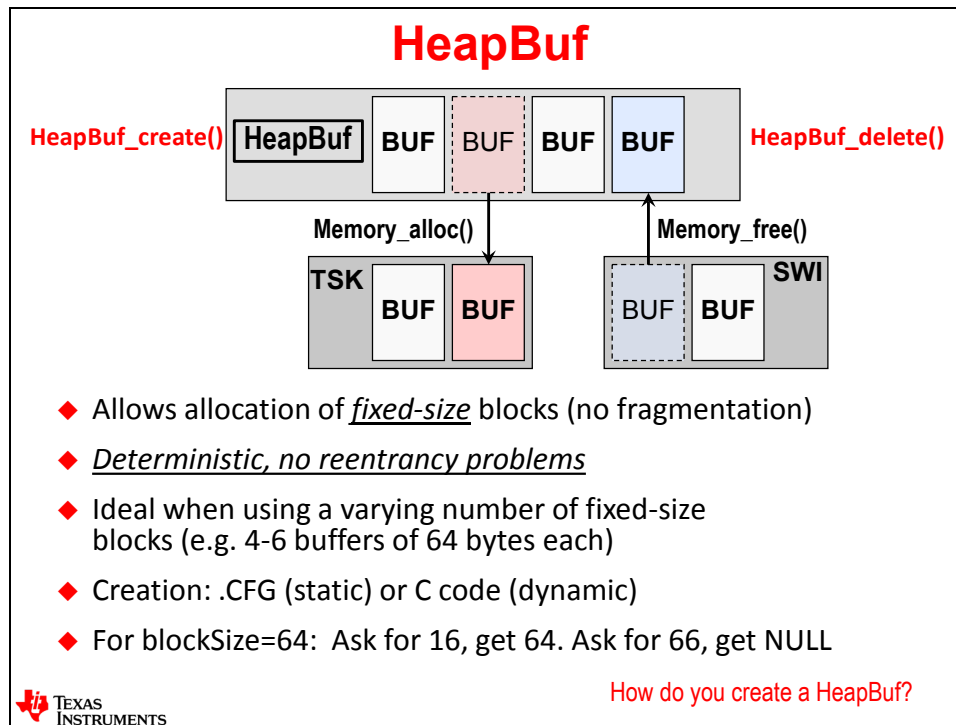 HeapBuf
HeapBuf_create()
HeapBuf
BUF
BUF
BUF
BUF
HeapBuf_delete()
Memory_alloc()
Memory_free()
TSK
BUF
BUF
BUF
BUF
SWI
Allows allocation of fixed-size blocks (no fragmentation)
Deterministic, no reentrancy problems
Ideal when using a varying number of fixed-size
blocks (e.g. 4-6 buffers of 64 bytes each)
Creation: .CFG (static) or C code (dynamic)
For blockSize=64: Ask for 16, get 64. Ask for 66, get NULL
How do you create a HeapBuf?
TEXAS
INSTRUMENTS